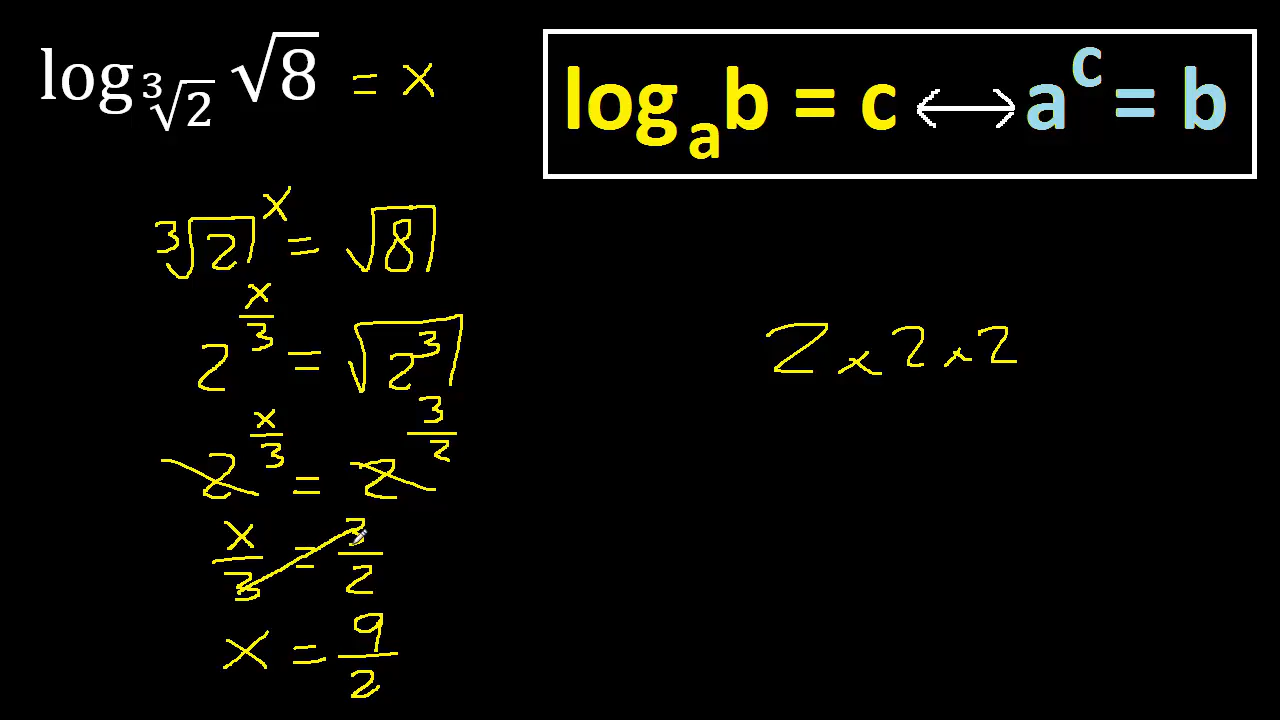 log ∛2 √8 = x
log a b = c ⟷ a^c = b
∛2^x = √8
2^(x/3) = √2^3
2 x 2 x 2
2^(x/3) = 2^(3/2)
x/3 = 3/2
x = 9/2